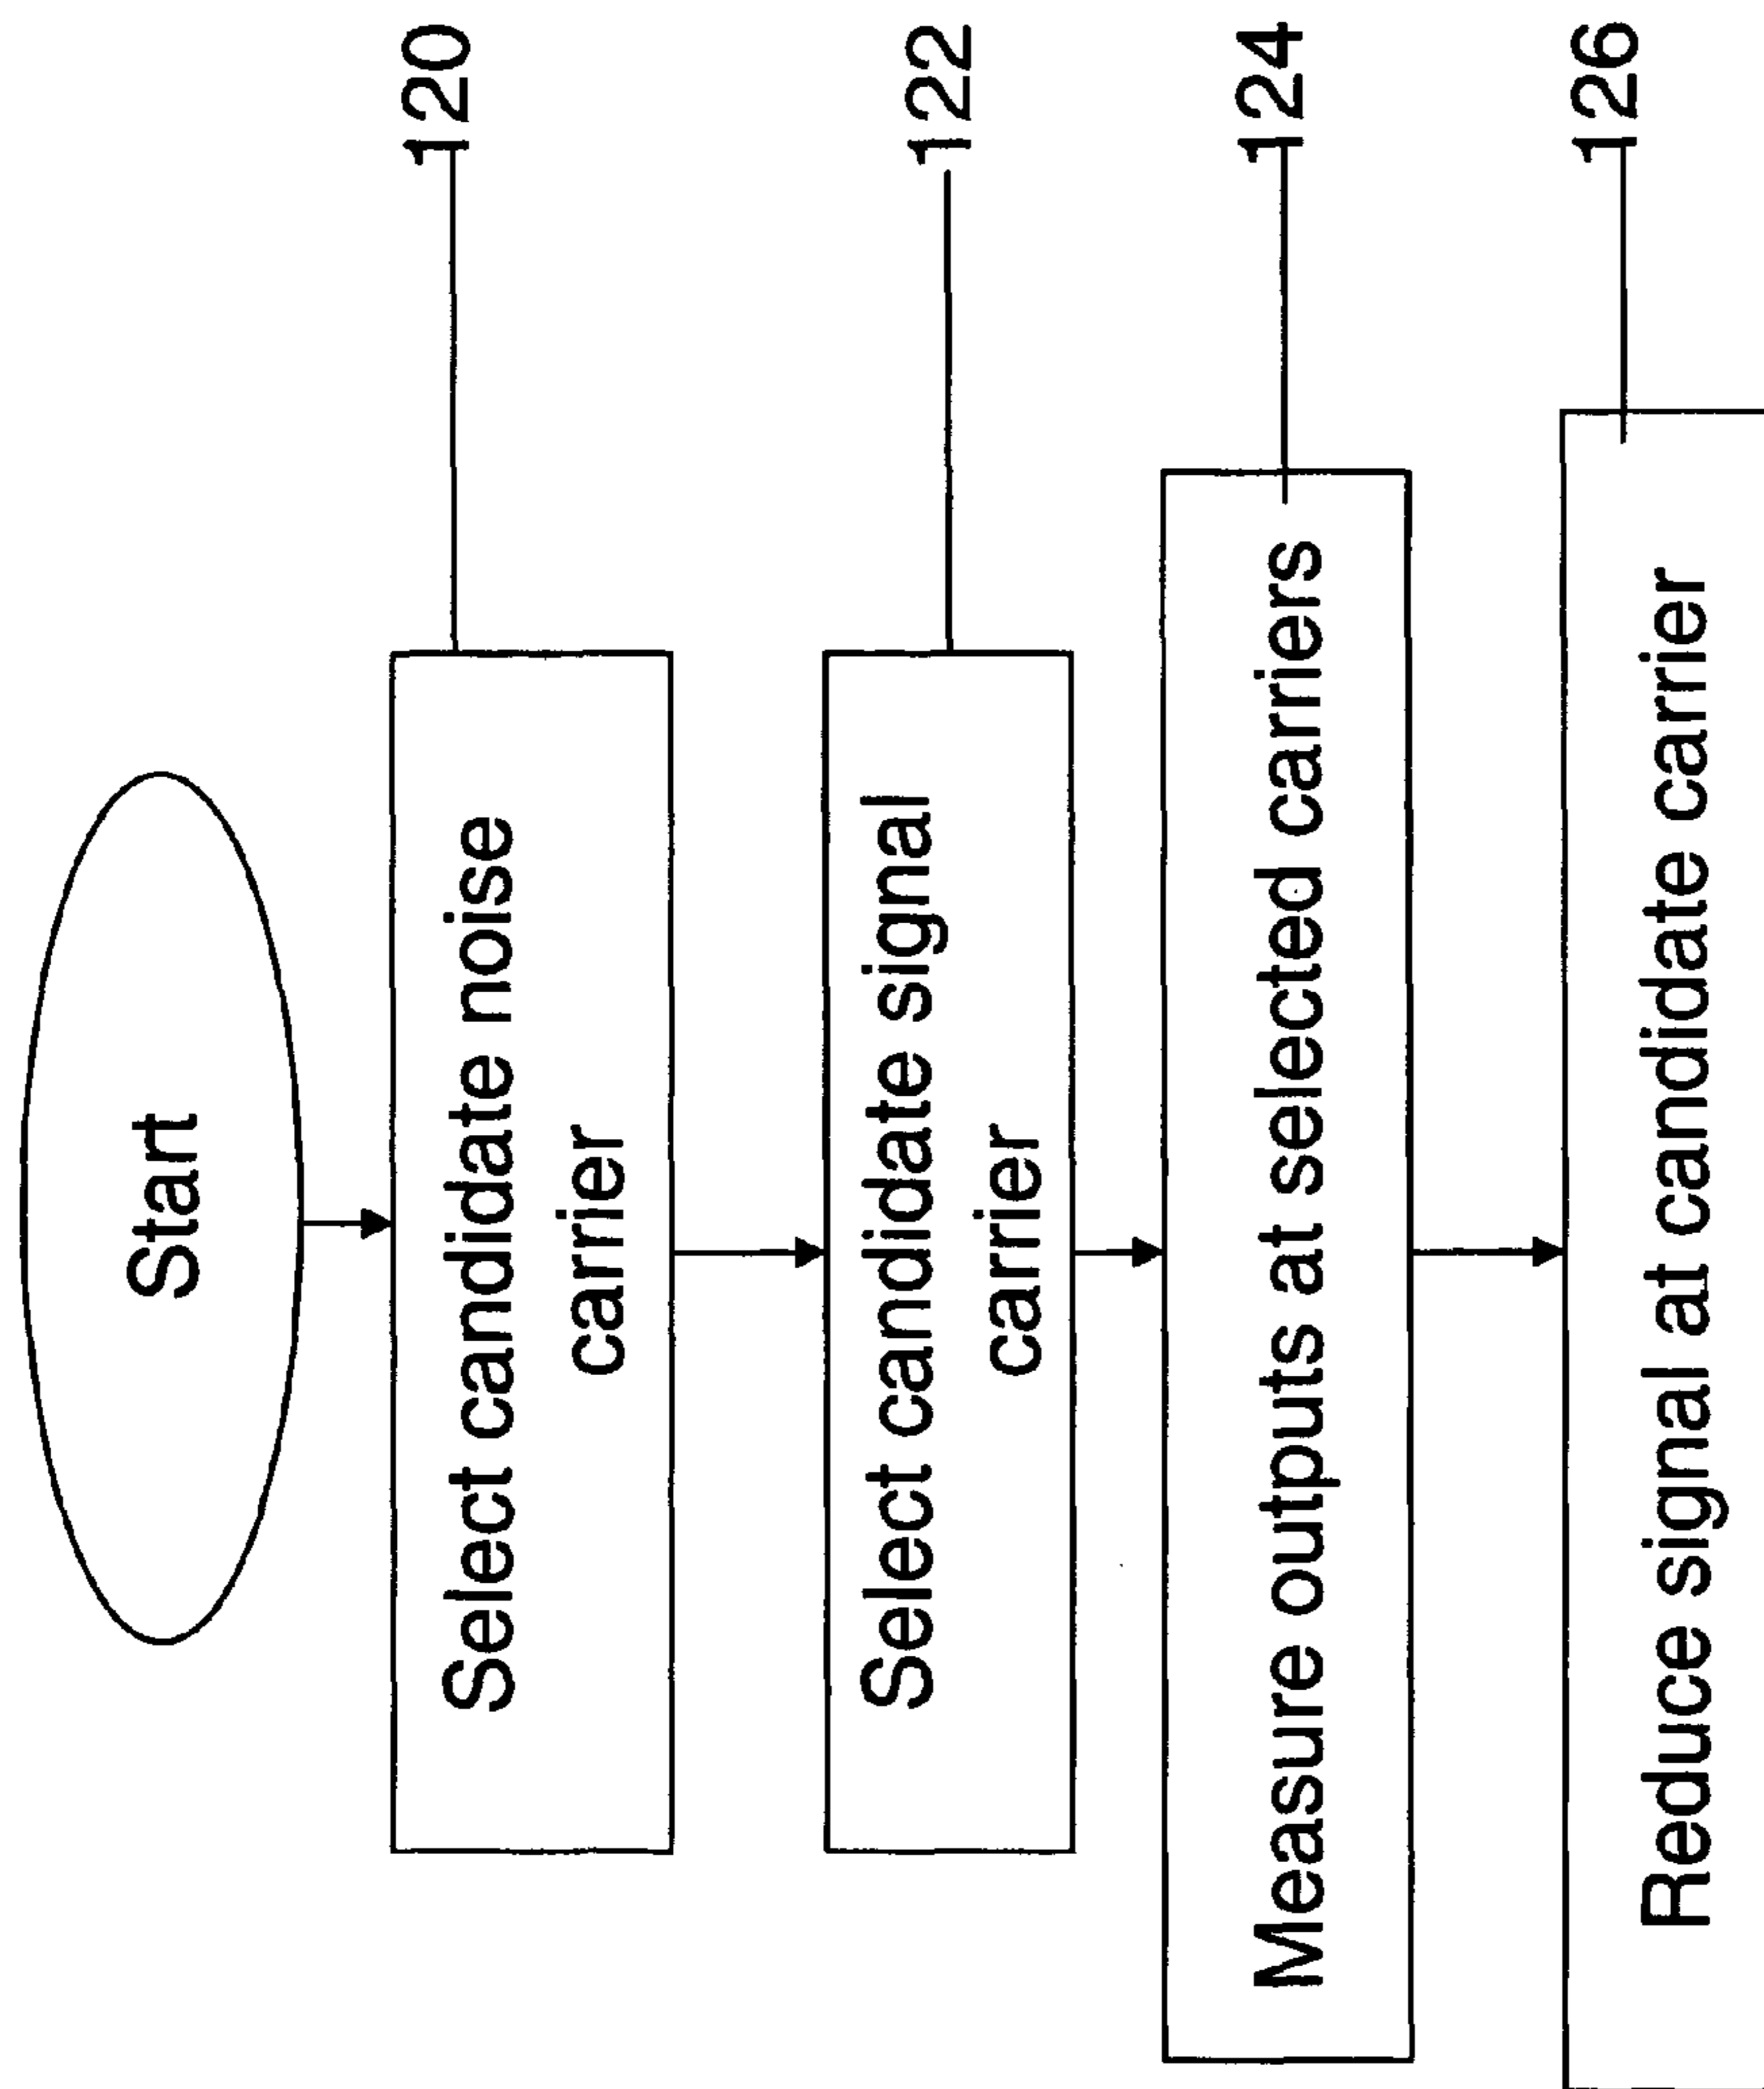 Start
120
Select candidate noise
carrier
122
Select candidate signal
carrier
124
Measure outputs at selected carriers
126
Reduce signal at candidate carrier